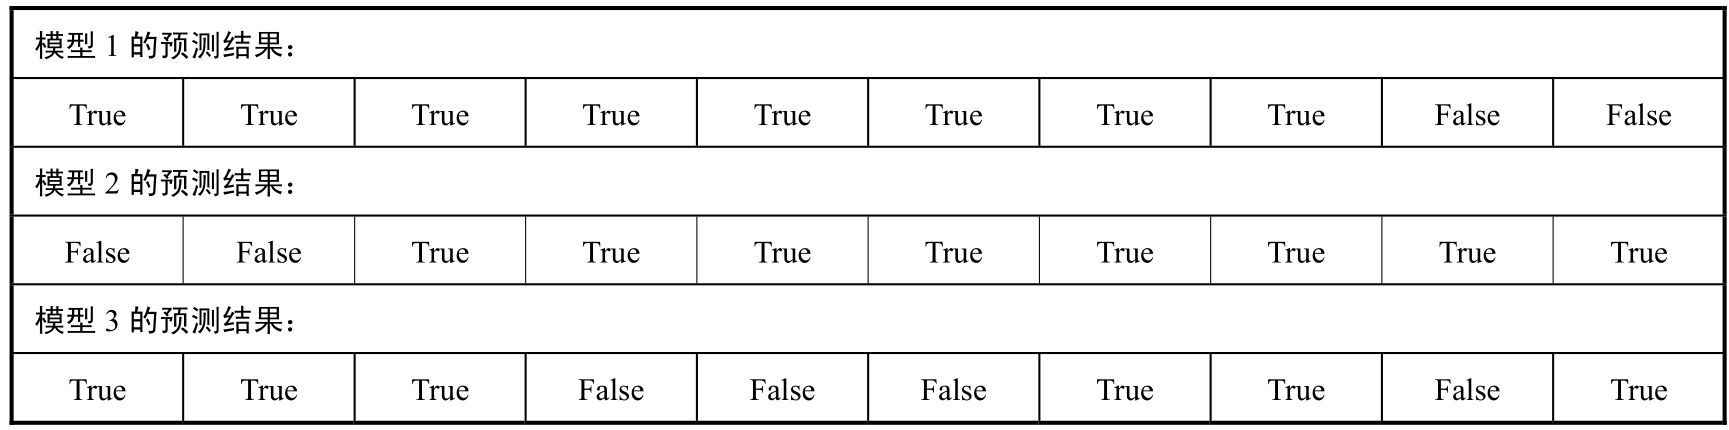 模型 1 的预测结果：
True True True True True True True True False False
模型 2 的预测结果：
False False True True True True True True True True
模型 3 的预测结果：
True True True False False False True True False True